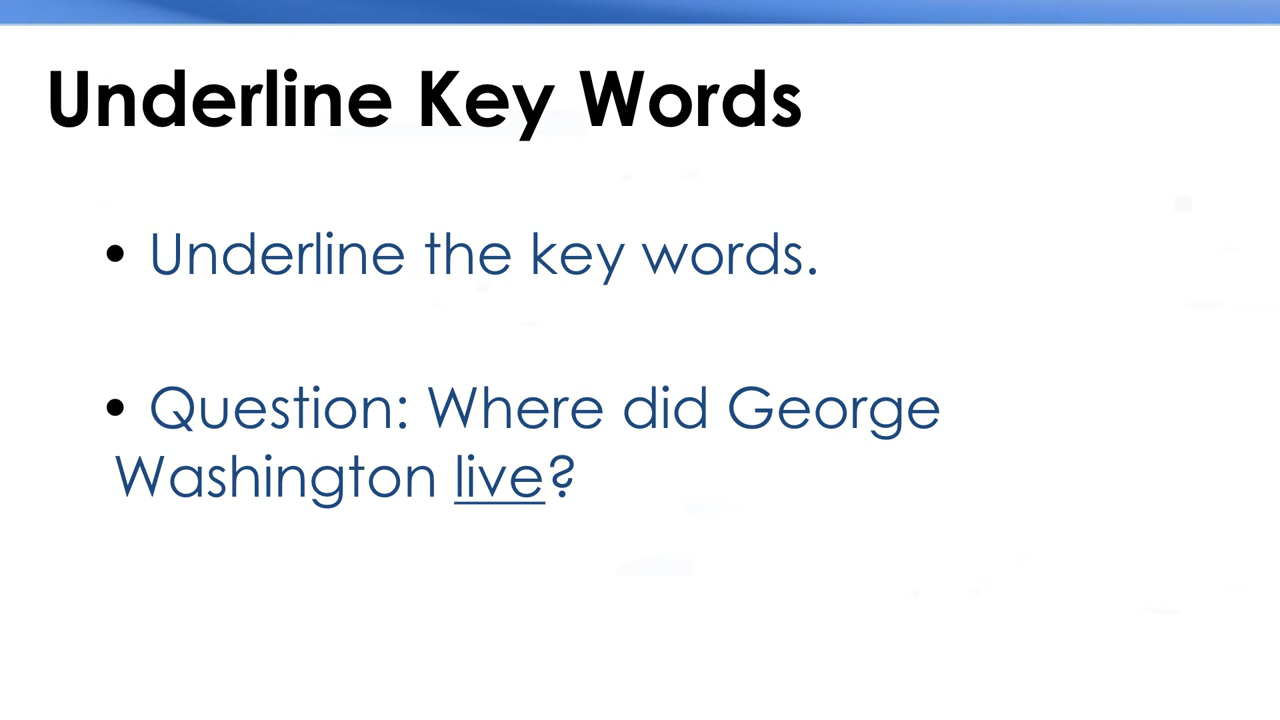 Underline Key Words
• Underline the key words.
• Question: Where did George
Washington live?